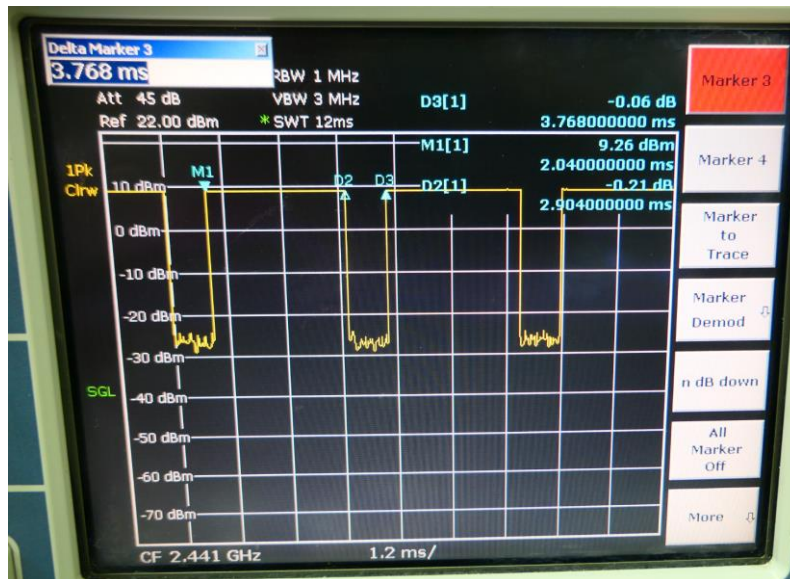 Delta Marker 3
3.768 ms
RBW 1 MHz
Att 45 dB VBW 3 MHz D3[1] -0.06 dB
Ref 22.00 dBm * SWT 12ms 3.768000000 ms
M1[1] 9.26 dBm
2.040000000 ms
D2[1] -0.21 dB
2.904000000 ms
1Pk
Clrw
M1
D2
D3
10 dBm
0 dBm
-10 dBm
-20 dBm
-30 dBm
SGL
-40 dBm
-50 dBm
-60 dBm
-70 dBm
CF 2.441 GHz 1.2 ms/
Marker 3
Marker 4
Marker
to
Trace
Marker
Demod
n dB down
All
Marker
Off
More